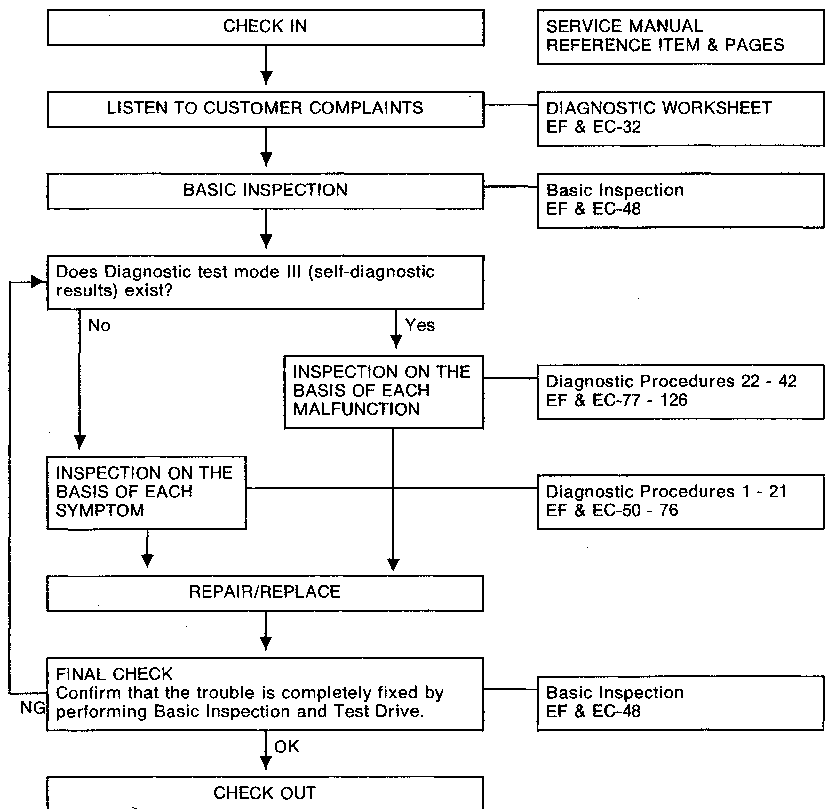 CHECK IN
SERVICE MANUAL
REFERENCE ITEM & PAGES
LISTEN TO CUSTOMER COMPLAINTS
DIAGNOSTIC WORKSHEET
EF & EC-32
BASIC INSPECTION
Basic Inspection
EF & EC-48
Does Diagnostic test mode III (self-diagnostic
results) exist?
No
Yes
INSPECTION ON THE
BASIS OF EACH
MALFUNCTION
Diagnostic Procedures 22 - 42
EF & EC-77 - 126
INSPECTION ON THE
BASIS OF EACH
SYMPTOM
Diagnostic Procedures 1 - 21
EF & EC-50 - 76
REPAIR/REPLACE
FINAL CHECK
Confirm that the trouble is completely fixed by
performing Basic Inspection and Test Drive.
NG
Basic Inspection
EF & EC-48
OK
CHECK OUT